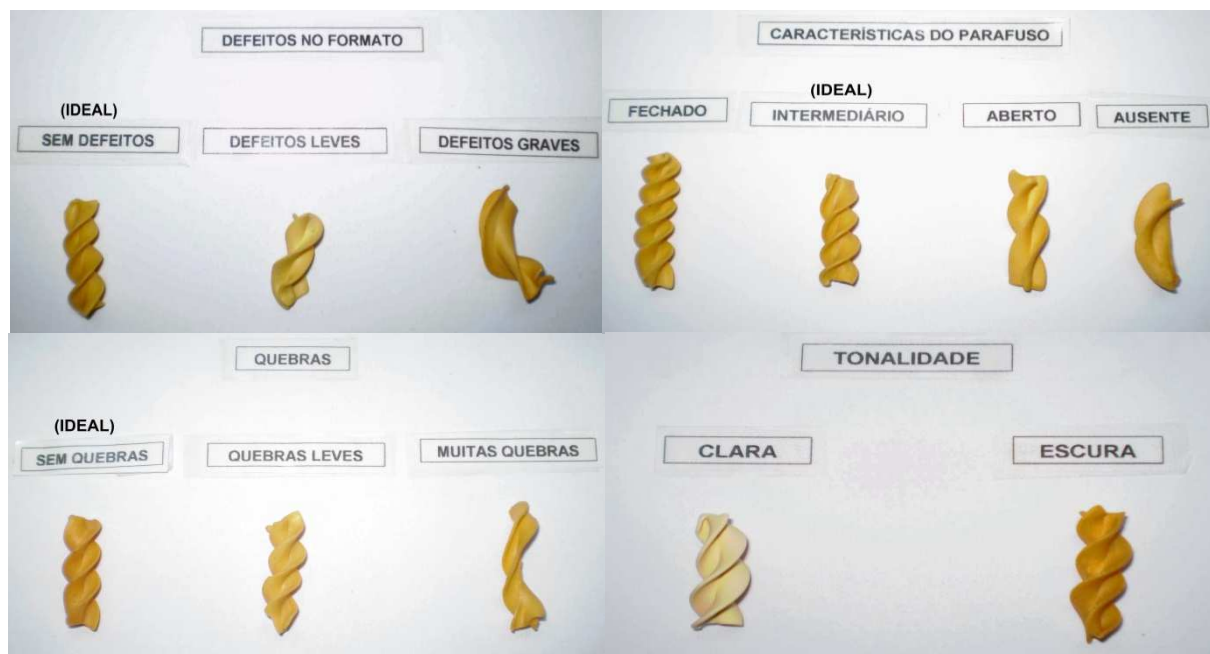 DEFEITOS NO FORMATO
(IDEAL)
SEM DEFEITOS
DEFEITOS LEVES
DEFEITOS GRAVES
CARACTERÍSTICAS DO PARAFUSO
(IDEAL)
FECHADO
INTERMEDIÁRIO
ABERTO
AUSENTE
QUEBRAS
(IDEAL)
SEM QUEBRAS
QUEBRAS LEVES
MUITAS QUEBRAS
TONALIDADE
CLARA
ESCURA